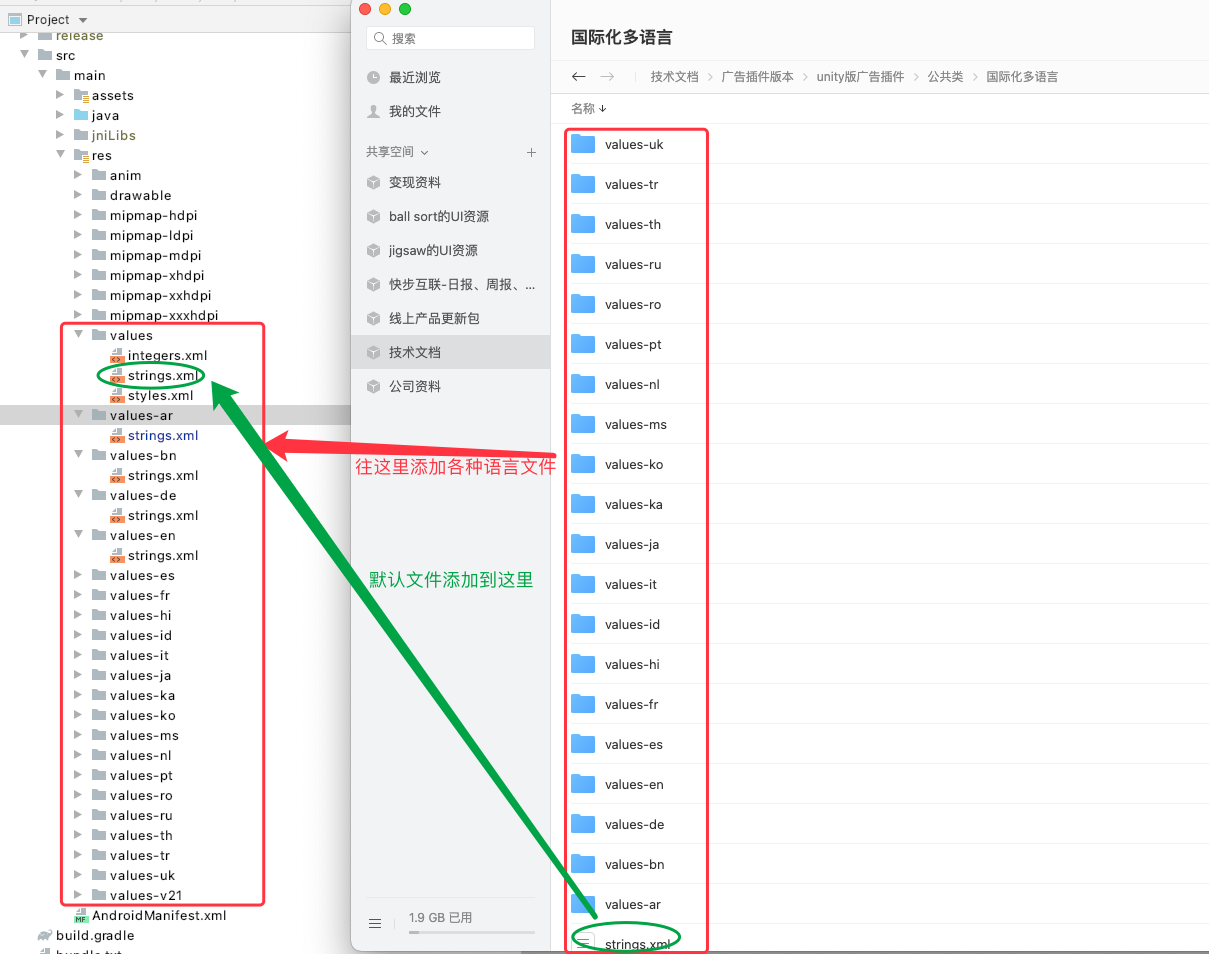 Project
release
src
main
assets
java
jniLibs
res
anim
drawable
mipmap-hdpi
mipmap-ldpi
mipmap-mdpi
mipmap-xhdpi
mipmap-xxhdpi
mipmap-xxxhdpi
values
integers.xml
strings.xml
styles.xml
values-ar
strings.xml
values-bn
strings.xml
values-de
strings.xml
values-en
strings.xml
values-es
values-fr
values-hi
values-id
values-it
values-ja
values-ka
values-ko
values-ms
values-nl
values-pt
values-ro
values-ru
values-th
values-tr
values-uk
values-v21
MF AndroidManifest.xml
build.gradle
bundle.txt
搜索
最近浏览
我的文件
共享空间
变现资料
ball sort的UI资源
jigsaw的UI资源
快步互联-日报、周报、...
线上产品更新包
技术文档
公司资料
往这里添加各种语言文件
默认文件添加到这里
1.9 GB 已用
国际化多语言
技术文档 > 广告插件版本 > unity版广告插件 > 公共类 > 国际化多语言
名称
values-uk
values-tr
values-th
values-ru
values-ro
values-pt
values-nl
values-ms
values-ko
values-ka
values-ja
values-it
values-id
values-hi
values-fr
values-es
values-en
values-de
values-bn
values-ar
strings.xml